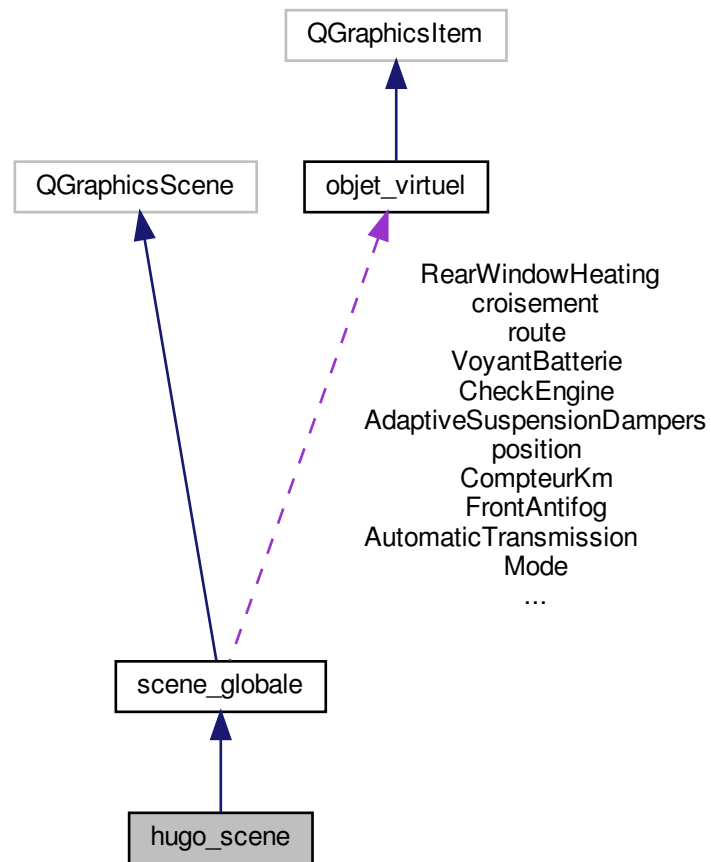 QGraphicsItem
QGraphicsScene
objet_virtuel
RearWindowHeating
croisement
route
VoyantBatterie
CheckEngine
AdaptiveSuspensionDampers
position
CompteurKm
FrontAntifog
AutomaticTransmission
Mode
...
scene_globale
hugo_scene